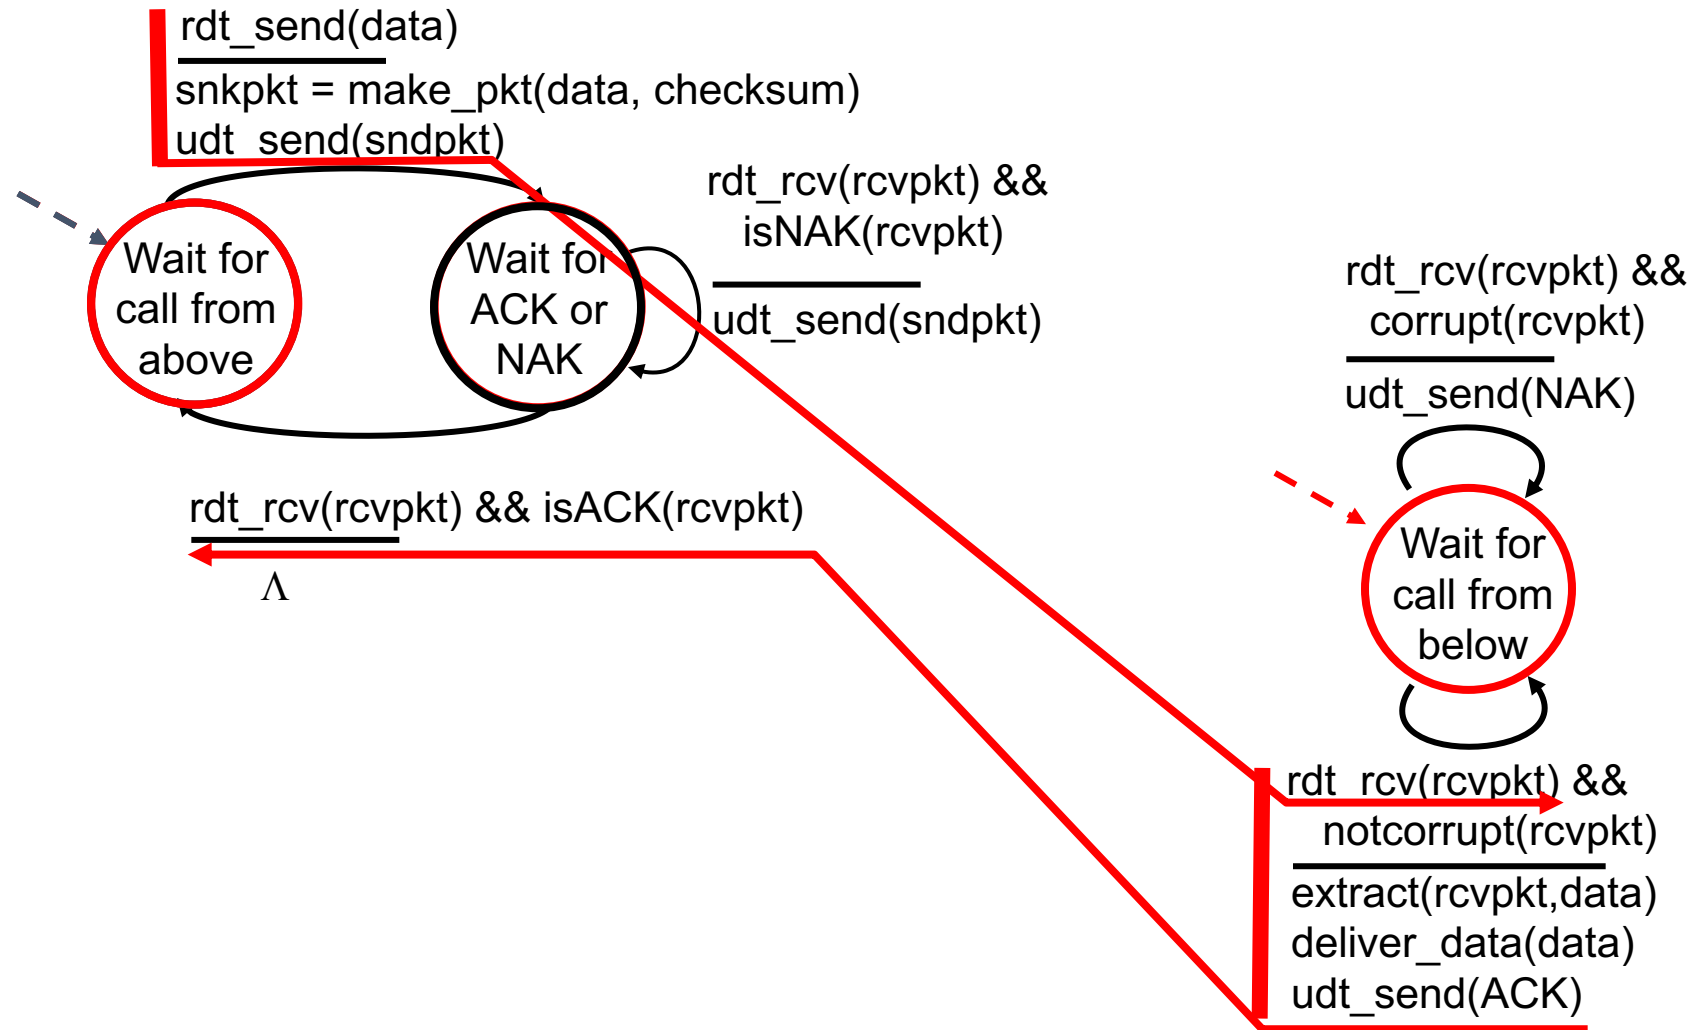 rdt_send(data)
snkpkt = make_pkt(data, checksum)
udt_send(sndpkt)
Wait for
call from
above
Wait for
ACK or
NAK
rdt_rcv(rcvpkt) &&
isNAK(rcvpkt)
udt_send(sndpkt)
rdt_rcv(rcvpkt) && isACK(rcvpkt)
Λ
rdt_rcv(rcvpkt) &&
corrupt(rcvpkt)
udt_send(NAK)
Wait for
call from
below
rdt_rcv(rcvpkt) &&
notcorrupt(rcvpkt)
extract(rcvpkt,data)
deliver_data(data)
udt_send(ACK)